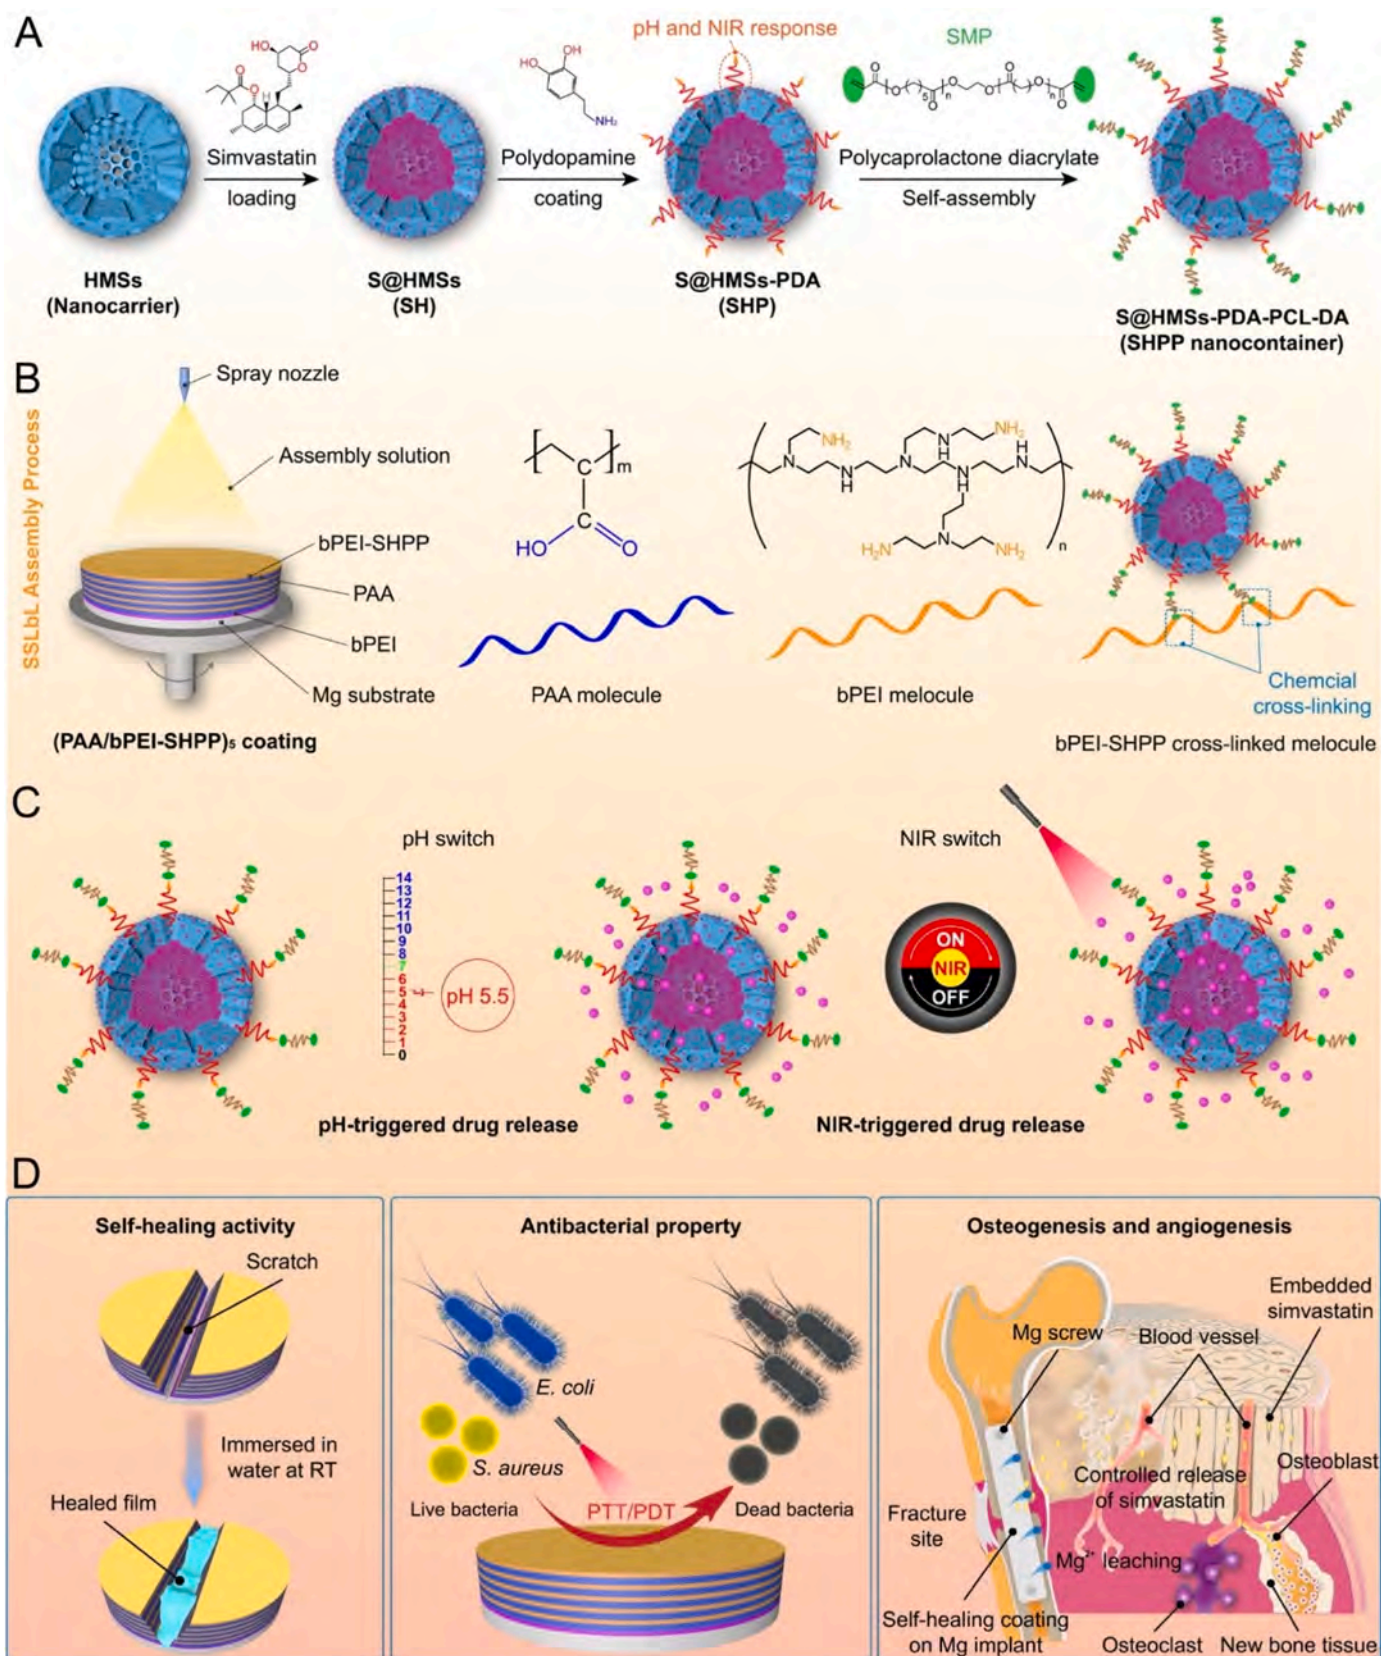 A
pH and NIR response
SMP
HO
O
O
O
O
H
HO
OH
NH₂
O
O
5
O
n
O
O
O
5
O
n
O
Simvastatin
loading
Polydopamine
coating
Polycaprolactone diacrylate
Self-assembly
HMSs
(Nanocarrier)
S@HMSs
(SH)
S@HMSs-PDA
(SHP)
S@HMSs-PDA-PCL-DA
(SHPP nanocontainer)
B
SSLbL Assembly Process
Spray nozzle
Assembly solution
bPEI-SHPP
PAA
bPEI
Mg substrate
(PAA/bPEI-SHPP)₅ coating
C
m
C
HO
O
PAA molecule
NH₂
N
H
NH₂
N
N
H
N
N
H
H
N
N
H₂N
NH₂
n
bPEI melocule
Chemcial
cross-linking
bPEI-SHPP cross-linked melocule
C
pH switch
14
13
12
11
10
9
8
7
6
5
4
3
2
1
0
pH 5.5
NIR switch
ON
NIR
OFF
pH-triggered drug release
NIR-triggered drug release
D
Self-healing activity
Scratch
Immersed in
water at RT
Healed film
Antibacterial property
E. coli
S. aureus
Live bacteria
PTT/PDT
Dead bacteria
Osteogenesis and angiogenesis
Embedded
simvastatin
Mg screw
Blood vessel
Osteoblast
Controlled release
of simvastatin
Fracture
site
Mg²⁺ leaching
Self-healing coating
on Mg implant
Osteoclast
New bone tissue